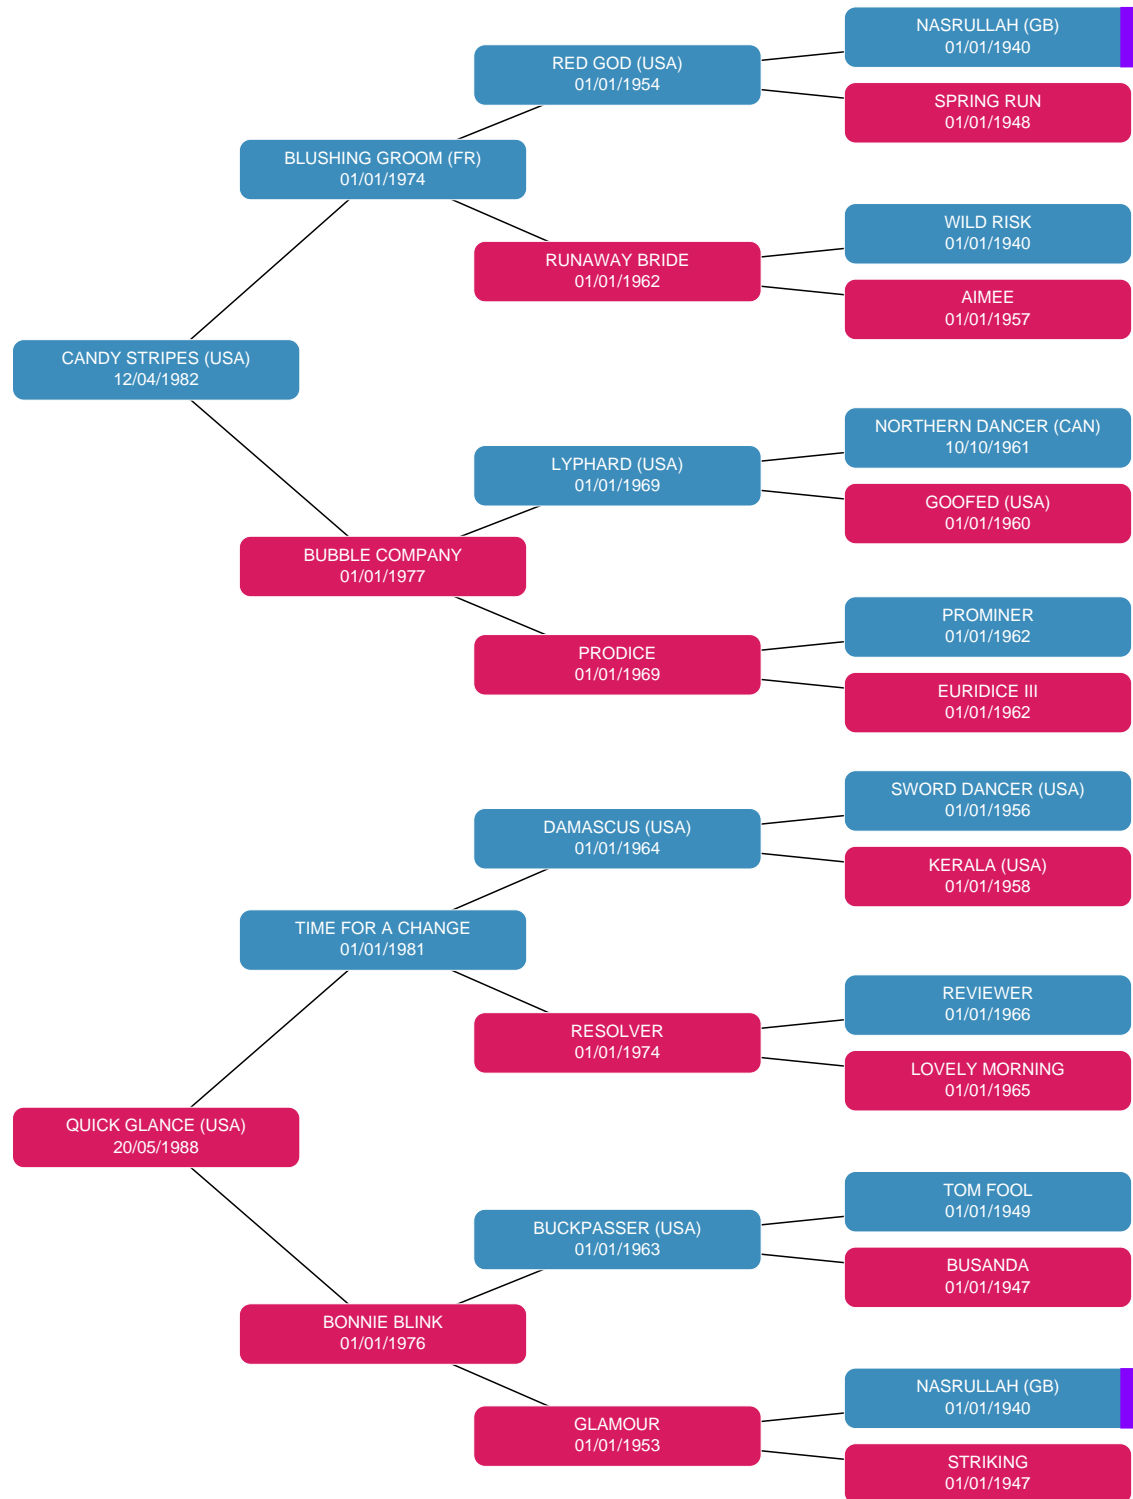 NASRULLAH (GB)
01/01/1940
RED GOD (USA)
01/01/1954
SPRING RUN
01/01/1948
BLUSHING GROOM (FR)
01/01/1974
WILD RISK
01/01/1940
RUNAWAY BRIDE
01/01/1962
AIMEE
01/01/1957
CANDY STRIPES (USA)
12/04/1982
NORTHERN DANCER (CAN)
10/10/1961
LYPHARD (USA)
01/01/1969
GOOFED (USA)
01/01/1960
BUBBLE COMPANY
01/01/1977
PROMINER
01/01/1962
PRODICE
01/01/1969
EURIDICE III
01/01/1962
SWORD DANCER (USA)
01/01/1956
DAMASCUS (USA)
01/01/1964
KERALA (USA)
01/01/1958
TIME FOR A CHANGE
01/01/1981
REVIEWER
01/01/1966
RESOLVER
01/01/1974
LOVELY MORNING
01/01/1965
QUICK GLANCE (USA)
20/05/1988
TOM FOOL
01/01/1949
BUCKPASSER (USA)
01/01/1963
BUSANDA
01/01/1947
BONNIE BLINK
01/01/1976
NASRULLAH (GB)
01/01/1940
GLAMOUR
01/01/1953
STRIKING
01/01/1947